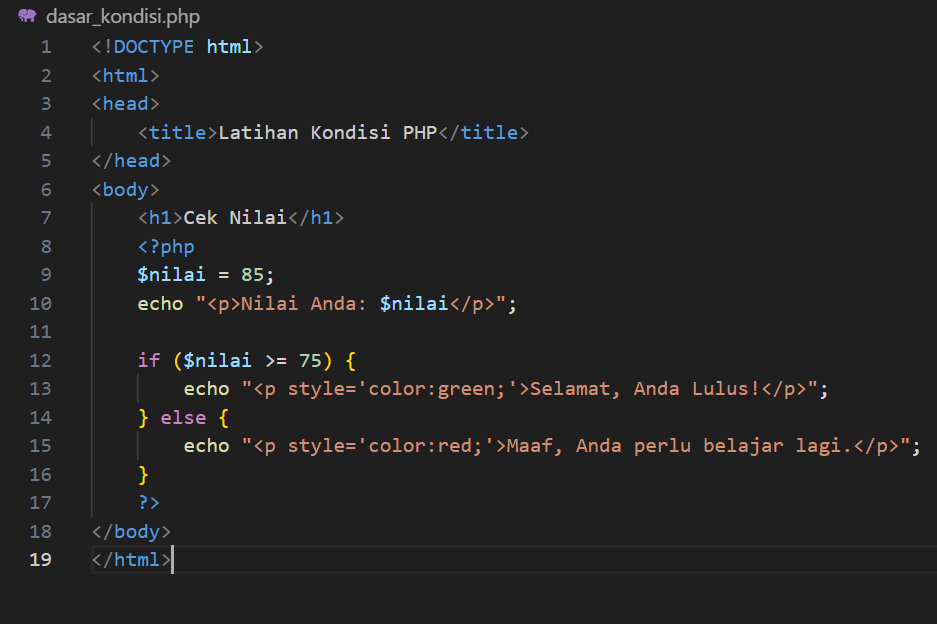 dasar_kondisi.php
1 <!DOCTYPE html>
2 <html>
3 <head>
4     <title>Latihan Kondisi PHP</title>
5 </head>
6 <body>
7     <h1>Cek Nilai</h1>
8     <?php
9     $nilai = 85;
10     echo "<p>Nilai Anda: $nilai</p>";
11
12     if ($nilai >= 75) {
13         echo "<p style='color:green;'>Selamat, Anda Lulus!</p>";
14     } else {
15         echo "<p style='color:red;'>Maaf, Anda perlu belajar lagi.</p>";
16     }
17     ?>
18 </body>
19 </html>